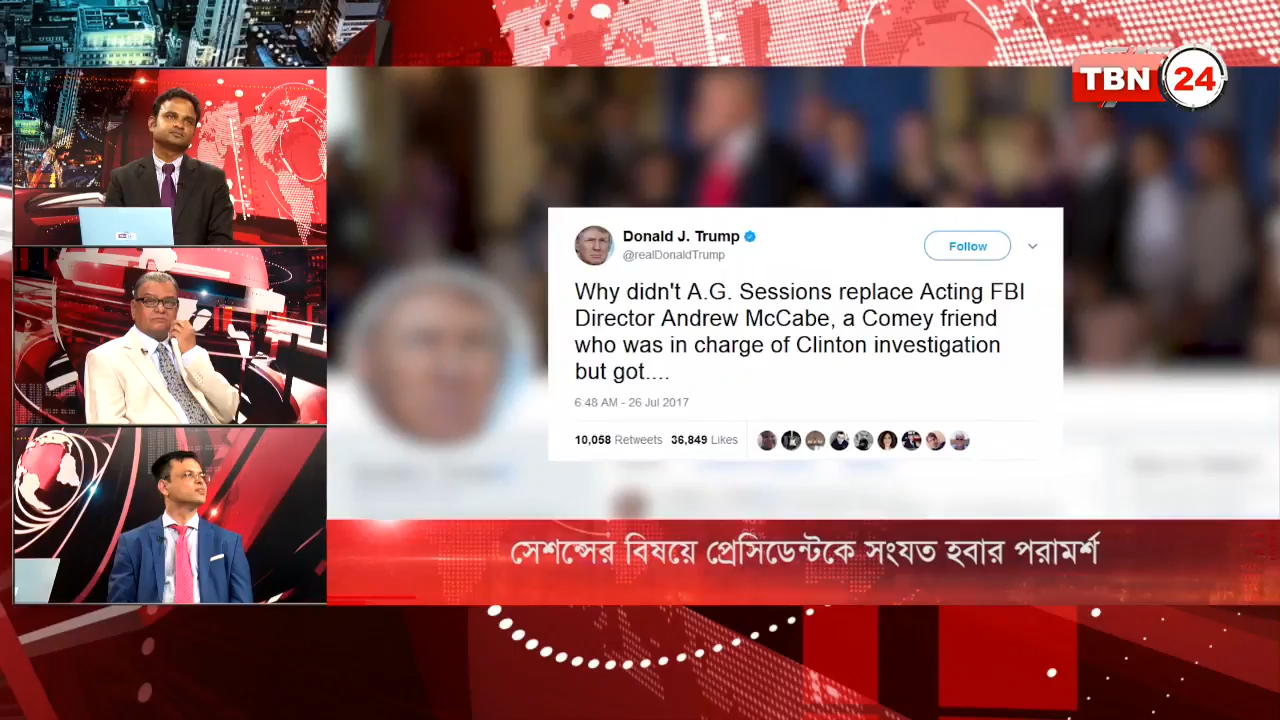 TBN 24
Donald J. Trump
Follow
@realDonaldTrump
Why didn't A.G. Sessions replace Acting FBI
Director Andrew McCabe, a Comey friend
who was in charge of Clinton investigation
but got....
6:48 AM - 26 Jul 2017
10,058 Retweets 36,849 Likes
সেশন্সের বিষয়ে প্রেসিডেন্টকে সংযত হবার পরামর্শ